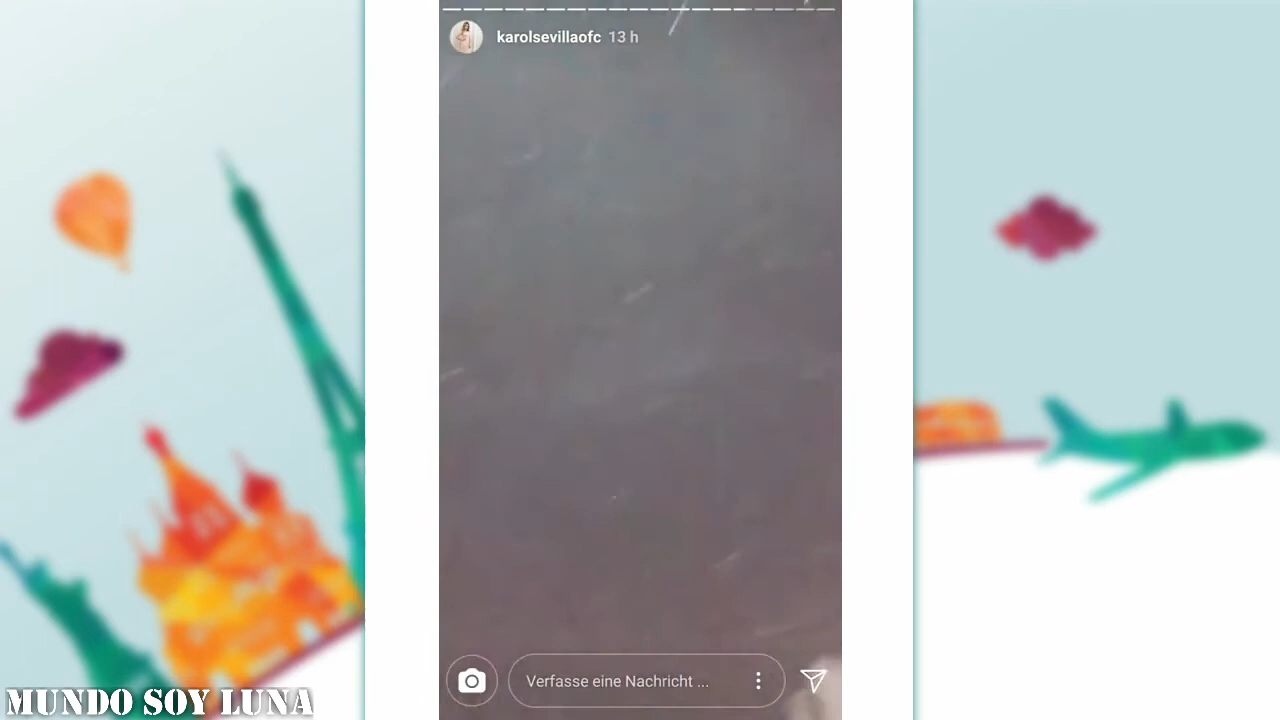 karolsevillaofc 13 h
Verfasse eine Nachricht ...
MUNDO SOY LUNA